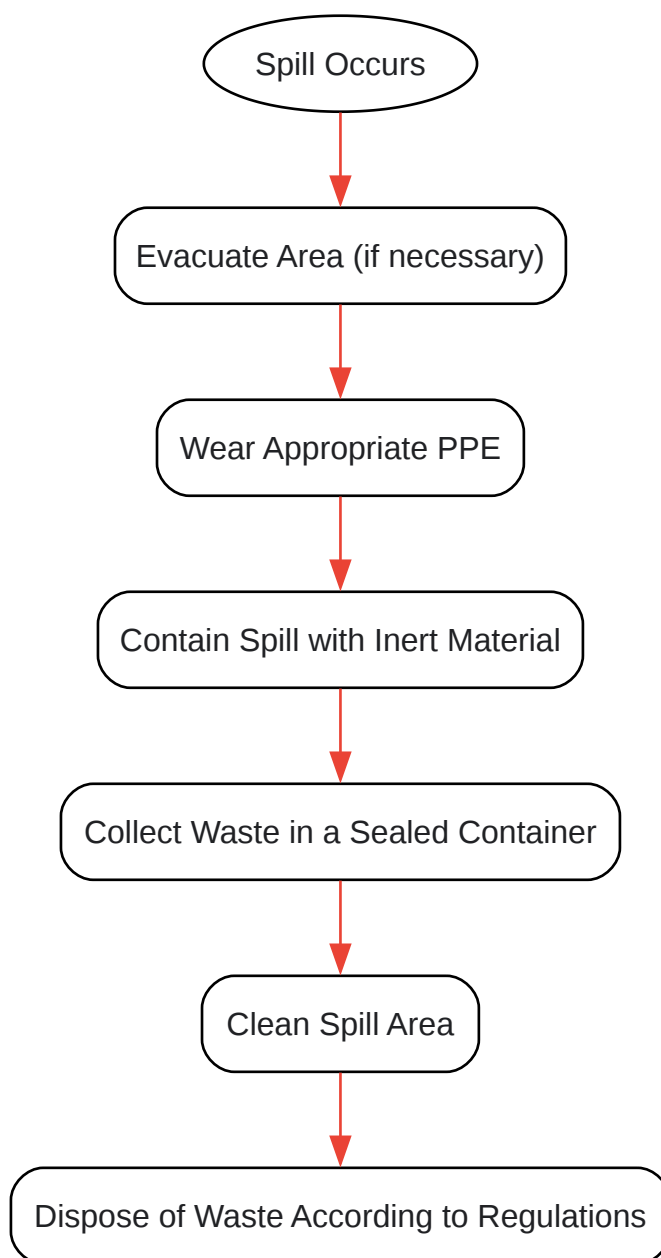 Spill Occurs
Evacuate Area (if necessary)
Wear Appropriate PPE
Contain Spill with Inert Material
Collect Waste in a Sealed Container
Clean Spill Area
Dispose of Waste According to Regulations